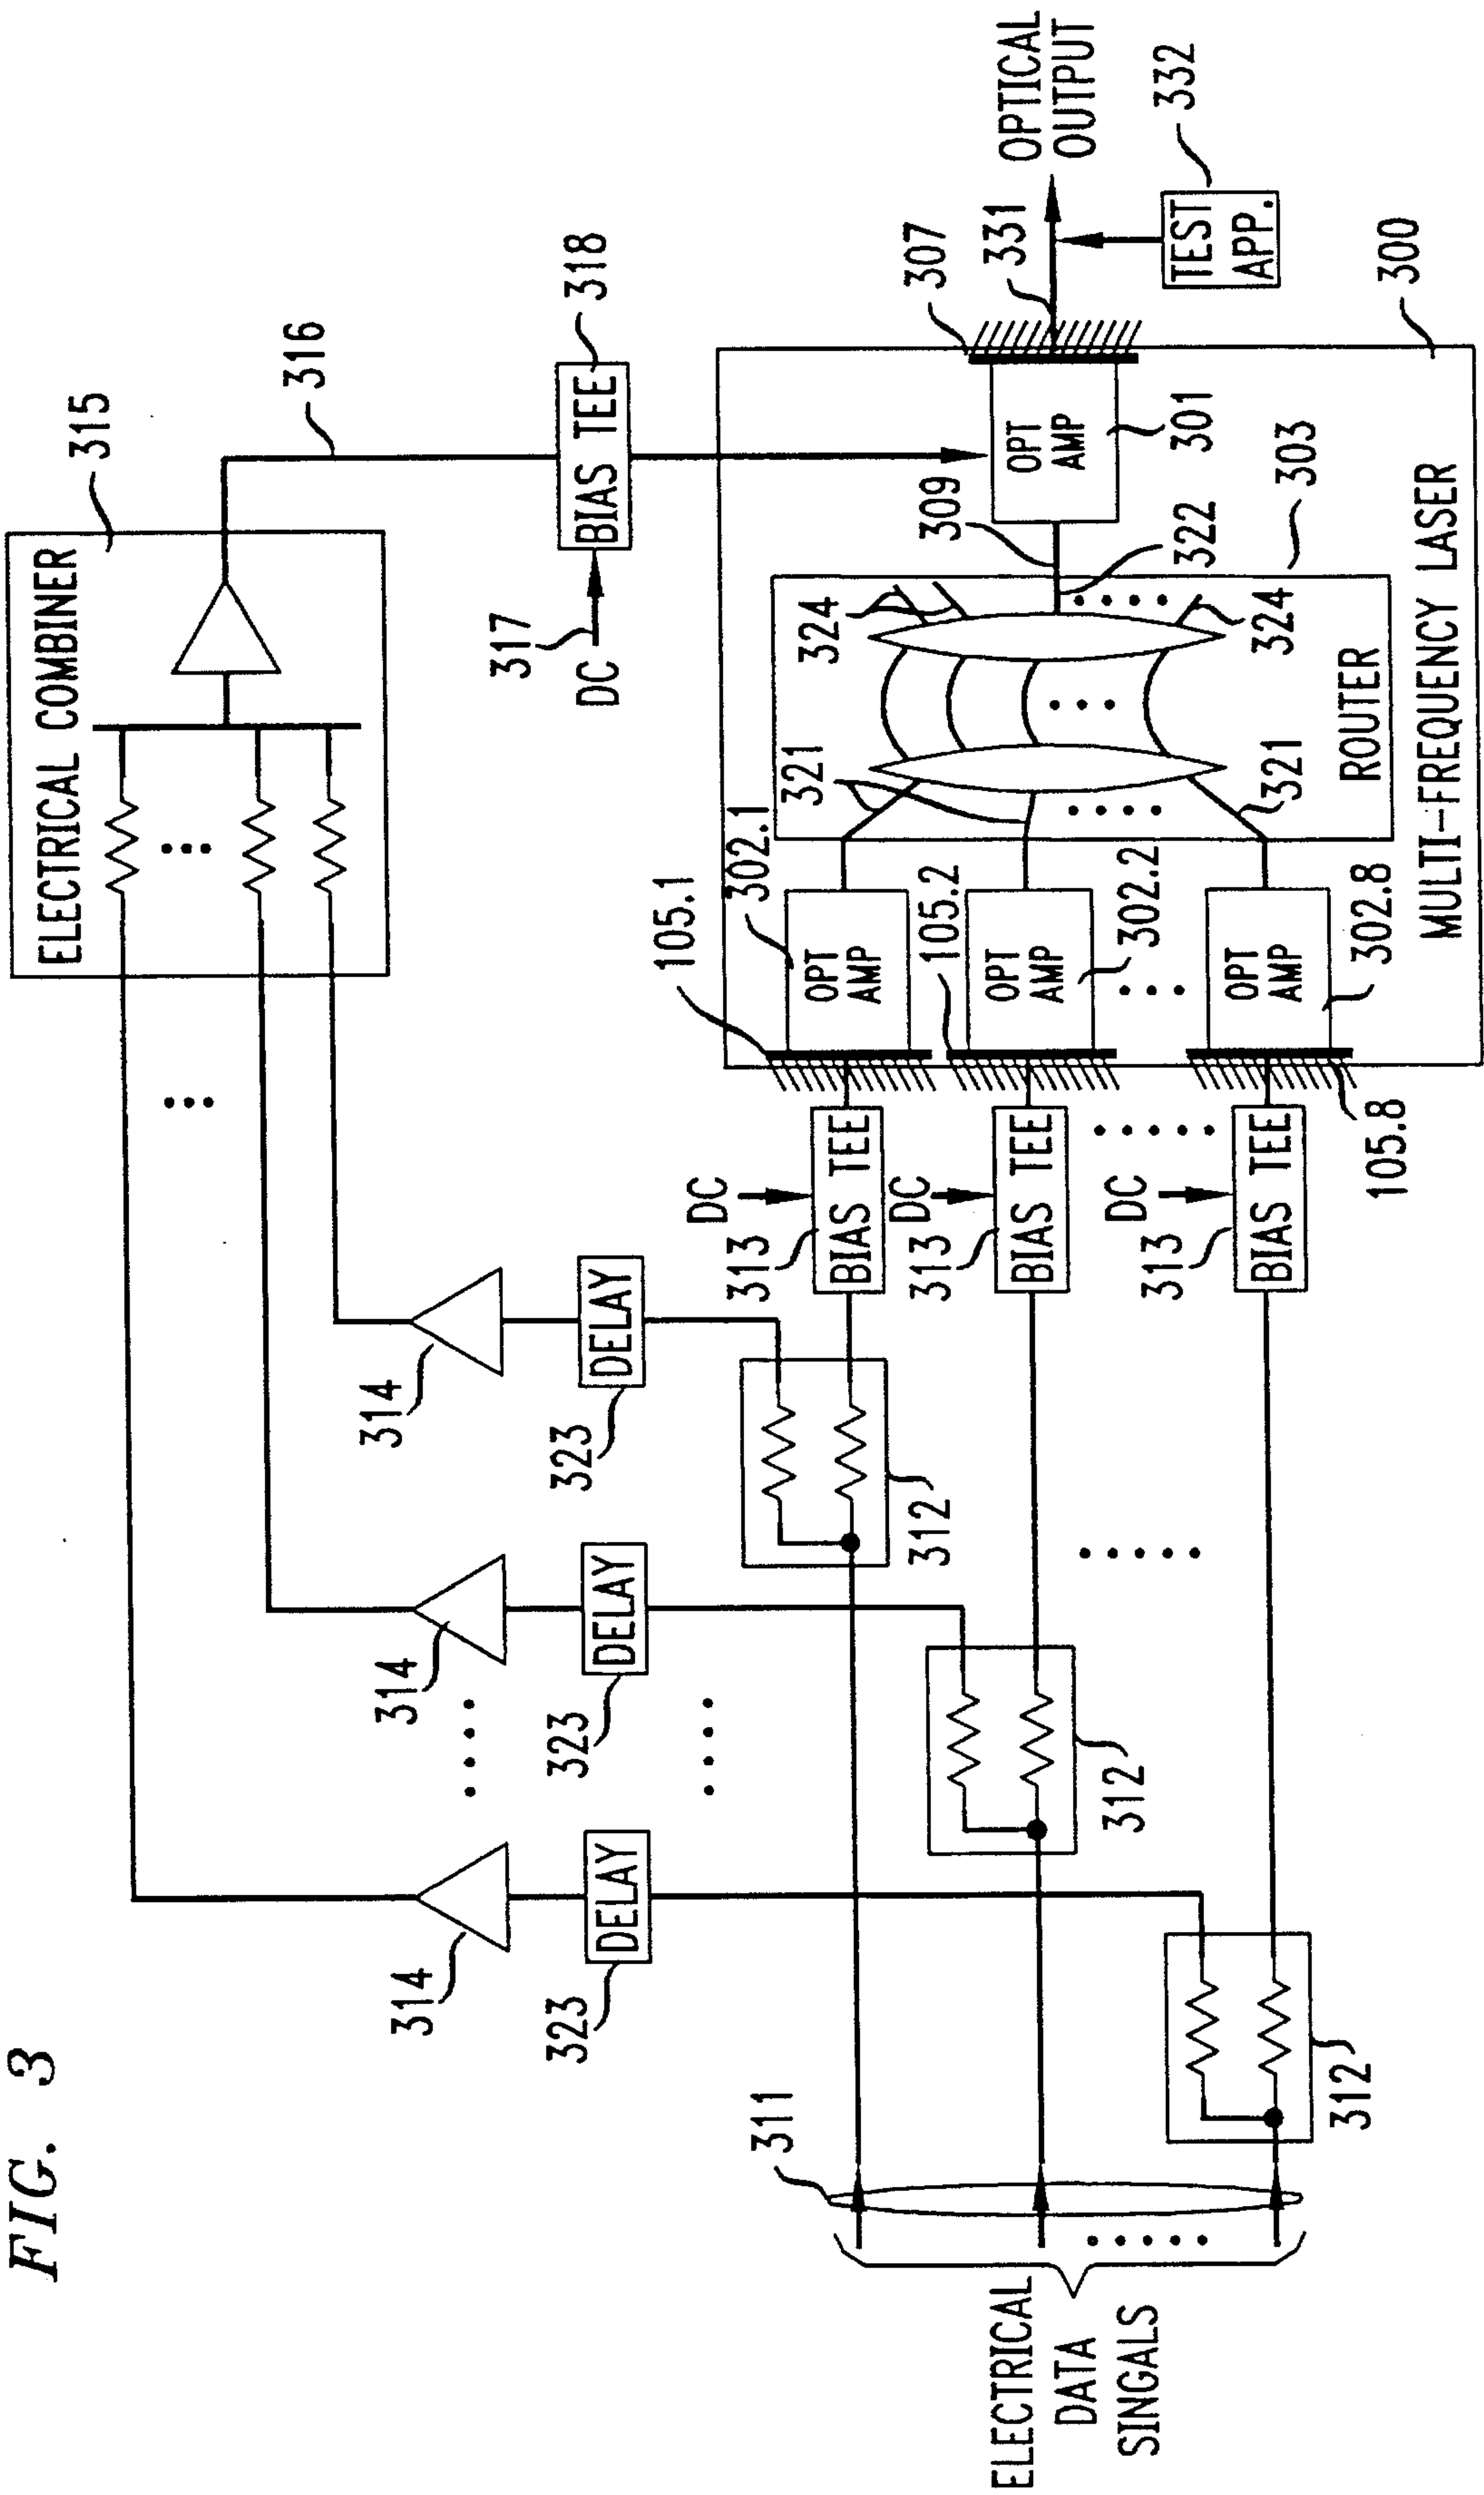 FIG. 3
ELECTRICAL COMBINER
315
316
314
314
314
323
323
323
DELAY
DELAY
DELAY
317
DC
BIAS TEE
318
311
ELECTRICAL
DATA
SINGALS
312
312
312
DC
313
BIAS TEE
DC
313
BIAS TEE
DC
313
BIAS TEE
105.1
302.1
OPT
AMP
105.2
OPT
AMP
302.2
OPT
AMP
302.8
105.8
321
321
324
324
ROUTER
303
309
322
OPT
AMP
301
307
331
OPTICAL
OUTPUT
TEST
APP.
332
MULTI-FREQUENCY LASER
300